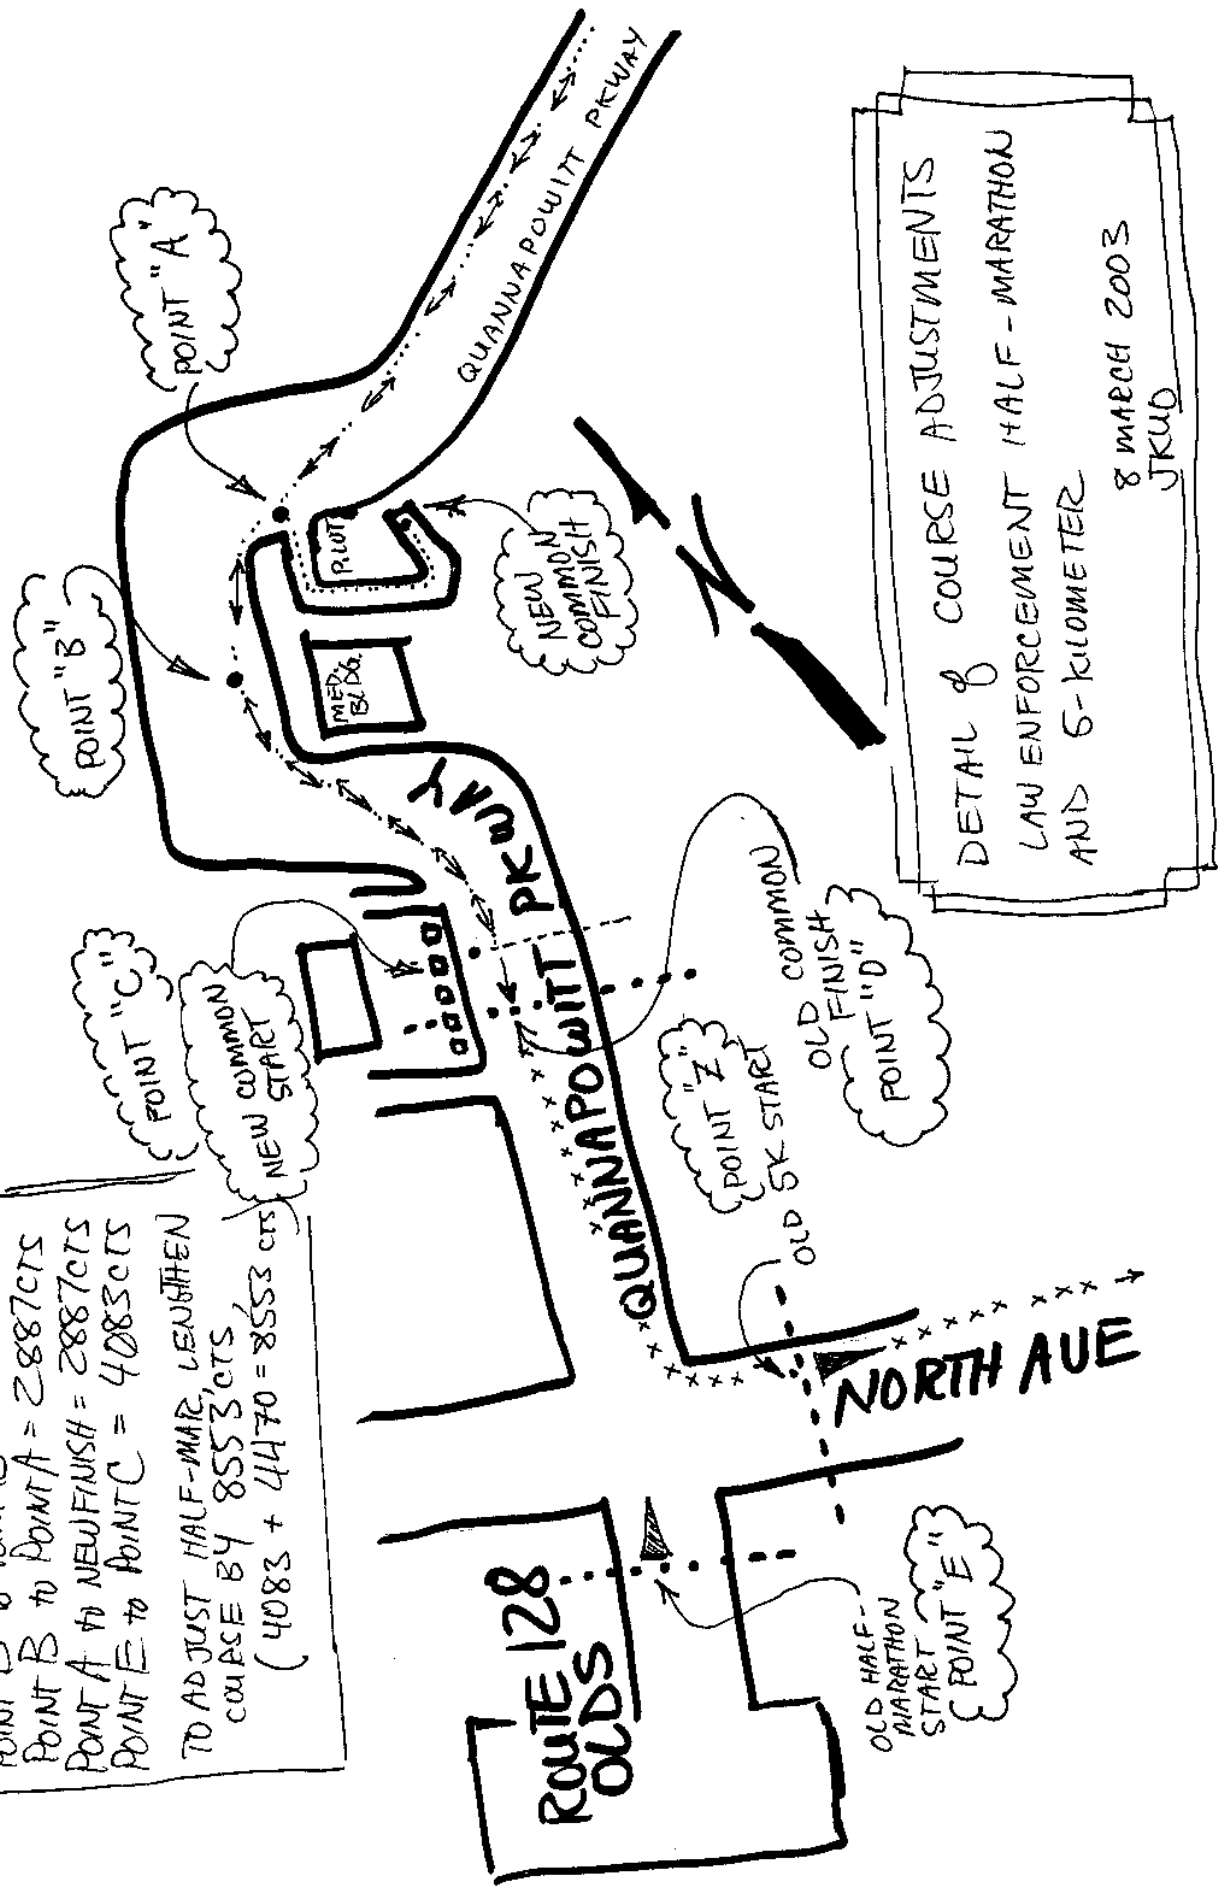 POINT B to POINT A = 2887CTS
POINT A to NEW FINISH = 2887CTS
POINT E to POINT C = 4083CTS
TO ADJUST HALF-MAR, LENGTHEN
COURSE BY 8553 CTS,
(4083 + 4470 = 8553 CTS
POINT "C"
NEW COMMON
START
POINT "B"
POINT "A"
MED.
BLDG.
PILOT
NEW
COMMON
FINISH
QUANNAPOWITT PKWAY
QUANNAPOWITT PKWAY
ROUTE 128
OLDS
NORTH AVE
POINT "Z"
OLD 5K START
OLD COMMON
FINISH
POINT "D"
OLD HALF-
MARATHON
START
POINT "E"
N
DETAIL of COURSE ADJUSTMENTS
LAW ENFORCEMENT HALF-MARATHON
AND 5-KILOMETER
8 MARCH 2003
JKUD